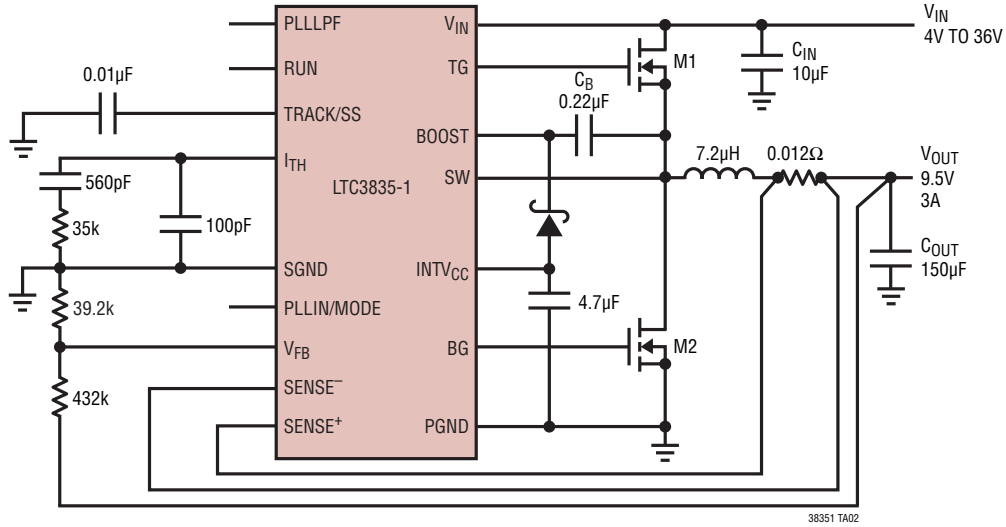 PLLLPF
RUN
0.01µF
TRACK/SS
I_TH
560pF
35k
100pF
SGND
39.2k
PLLIN/MODE
V_FB
432k
SENSE⁻
SENSE⁺
LTC3835-1
V_IN
TG
BOOST
SW
INTV_CC
BG
PGND
C_B
0.22µF
4.7µF
M1
M2
C_IN
10µF
V_IN
4V TO 36V
7.2µH
0.012Ω
V_OUT
9.5V
3A
C_OUT
150µF
38351 TA02